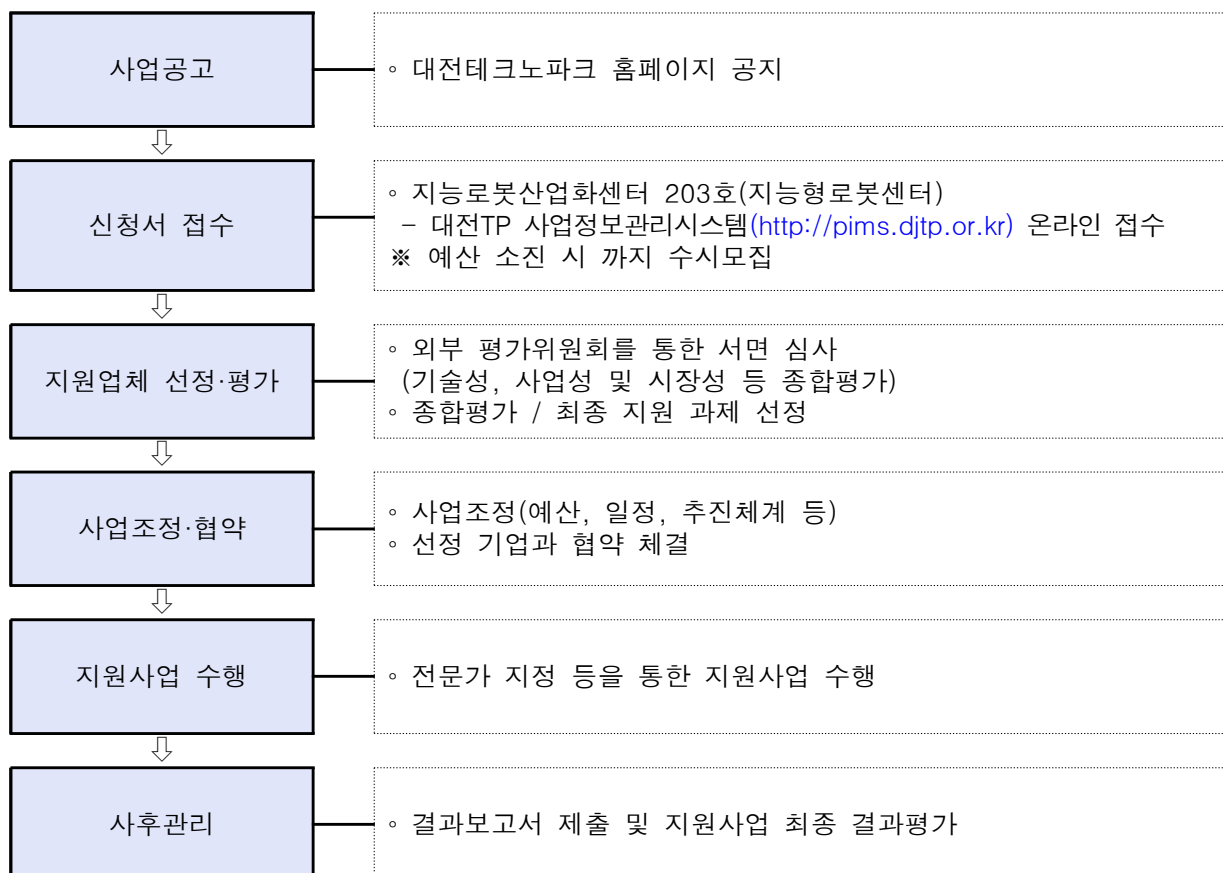 사업공고
◦ 대전테크노파크 홈페이지 공지
⇩
신청서 접수
◦ 지능로봇산업화센터 203호(지능형로봇센터)
- 대전TP 사업정보관리시스템(http://pims.djtp.or.kr) 온라인 접수
※ 예산 소진 시 까지 수시모집
⇩
지원업체 선정·평가
◦ 외부 평가위원회를 통한 서면 심사
(기술성, 사업성 및 시장성 등 종합평가)
◦ 종합평가 / 최종 지원 과제 선정
⇩
사업조정·협약
◦ 사업조정(예산, 일정, 추진체계 등)
◦ 선정 기업과 협약 체결
⇩
지원사업 수행
◦ 전문가 지정 등을 통한 지원사업 수행
⇩
사후관리
◦ 결과보고서 제출 및 지원사업 최종 결과평가